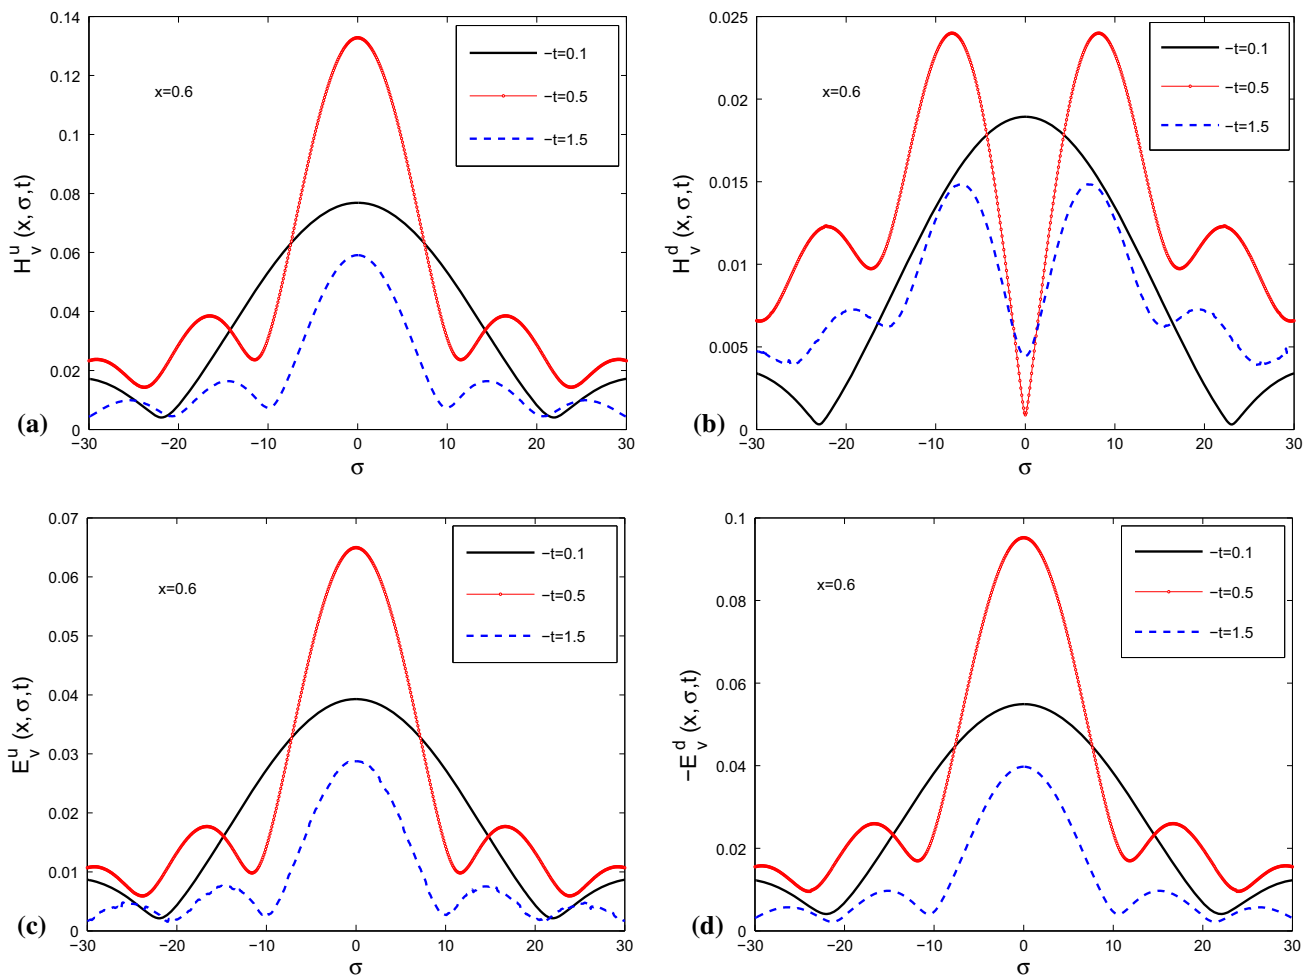 0.14
0.12
0.1
0.08
0.06
0.04
0.02
0
−30 −20 −10 0 10 20 30
H_v^u (x, σ,t)
σ
x=0.6
−t=0.1
−t=0.5
−t=1.5
(a)
0.025
0.02
0.015
0.01
0.005
0
−30 −20 −10 0 10 20 30
H_v^d (x, σ,t)
σ
x=0.6
−t=0.1
−t=0.5
−t=1.5
(b)
0.07
0.06
0.05
0.04
0.03
0.02
0.01
0
−30 −20 −10 0 10 20 30
E_v^u (x, σ,t)
σ
x=0.6
−t=0.1
−t=0.5
−t=1.5
(c)
0.1
0.08
0.06
0.04
0.02
0
−30 −20 −10 0 10 20 30
−E_v^d (x, σ,t)
σ
x=0.6
−t=0.1
−t=0.5
−t=1.5
(d)